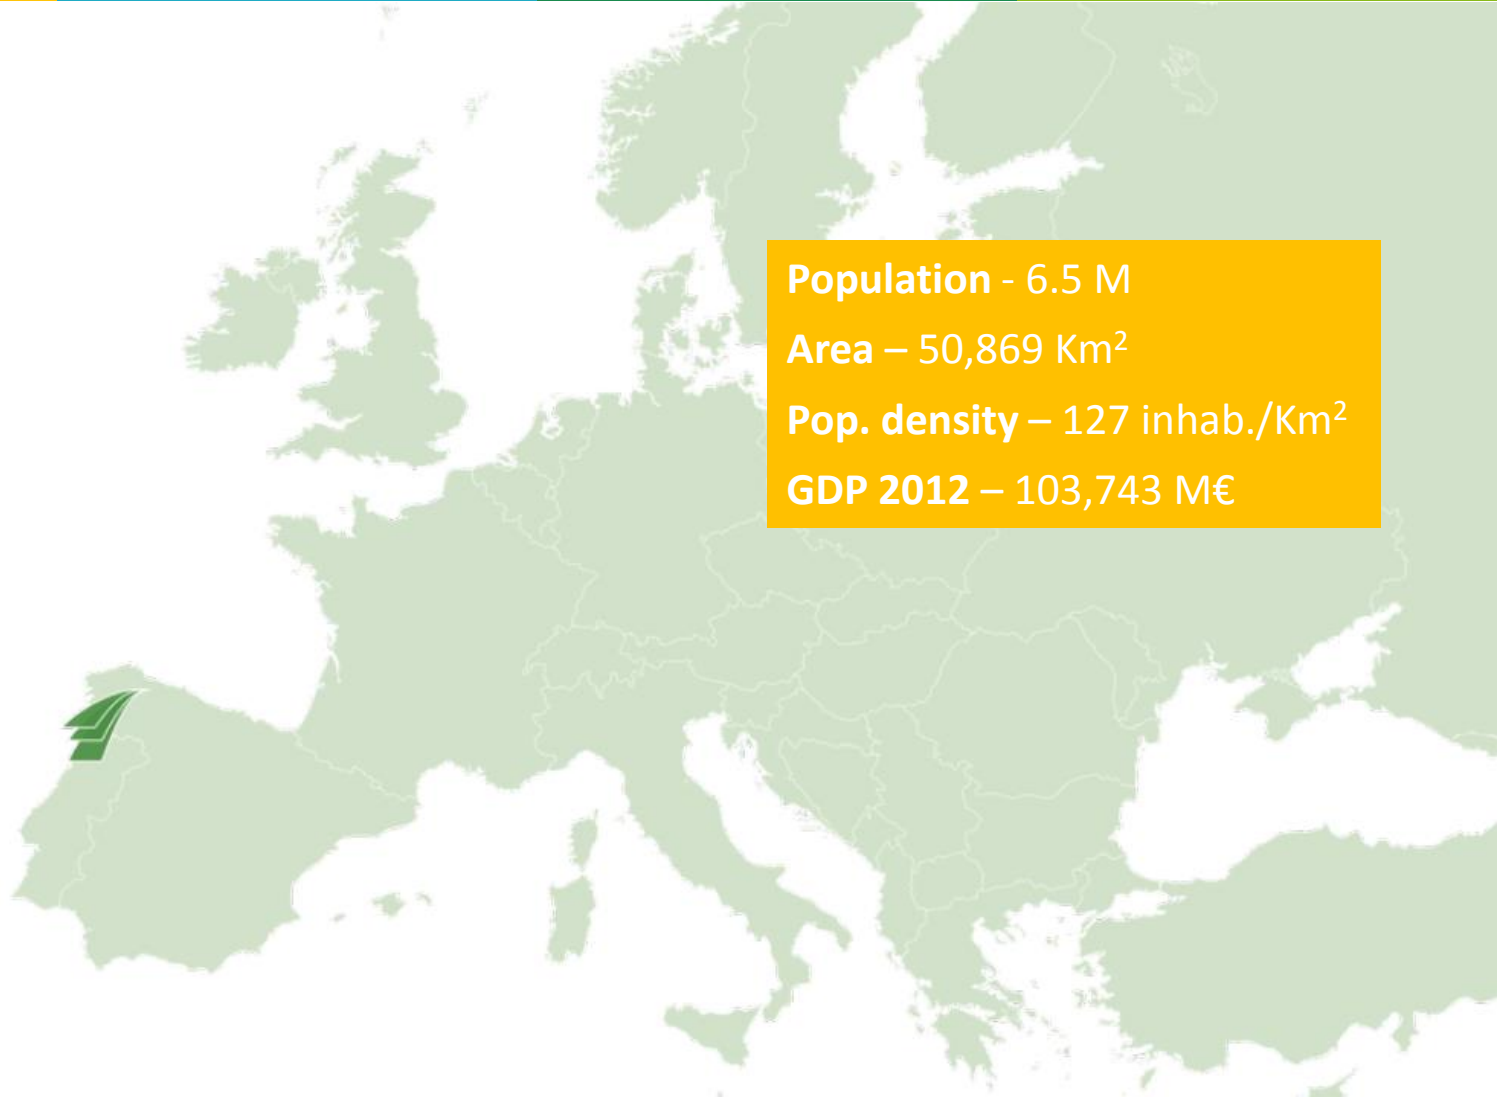 Population - 6.5 M
Area – 50,869 Km²
Pop. density – 127 inhab./Km²
GDP 2012 – 103,743 M€